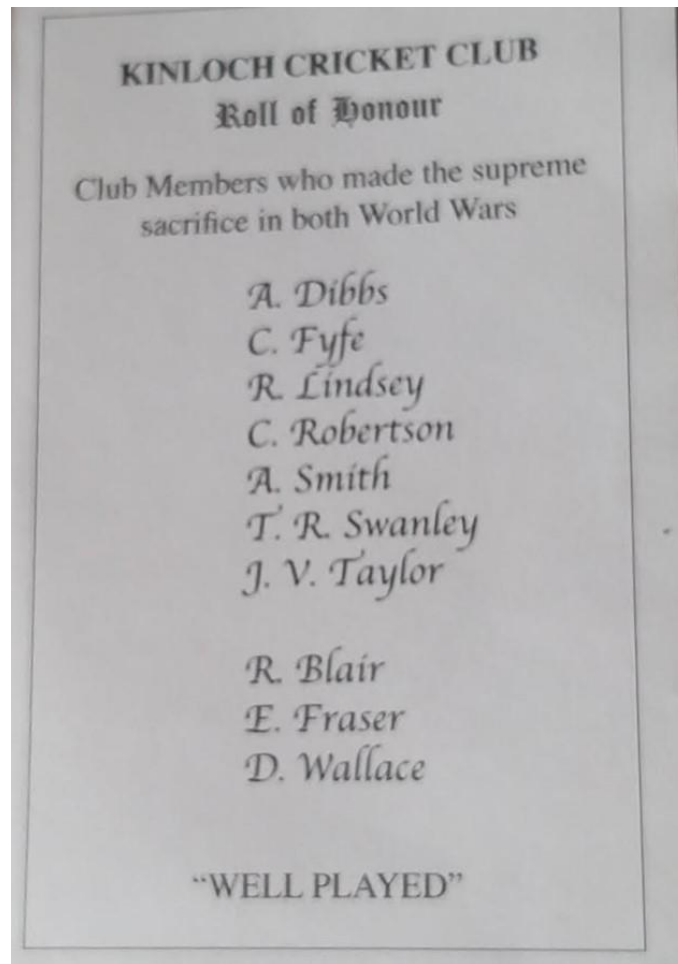 KINLOCH CRICKET CLUB
Roll of Honour
Club Members who made the supreme
sacrifice in both World Wars
A. Dibbs
C. Fyfe
R. Lindsey
C. Robertson
A. Smith
T. R. Swanley
J. V. Taylor
R. Blair
E. Fraser
D. Wallace
“WELL PLAYED”